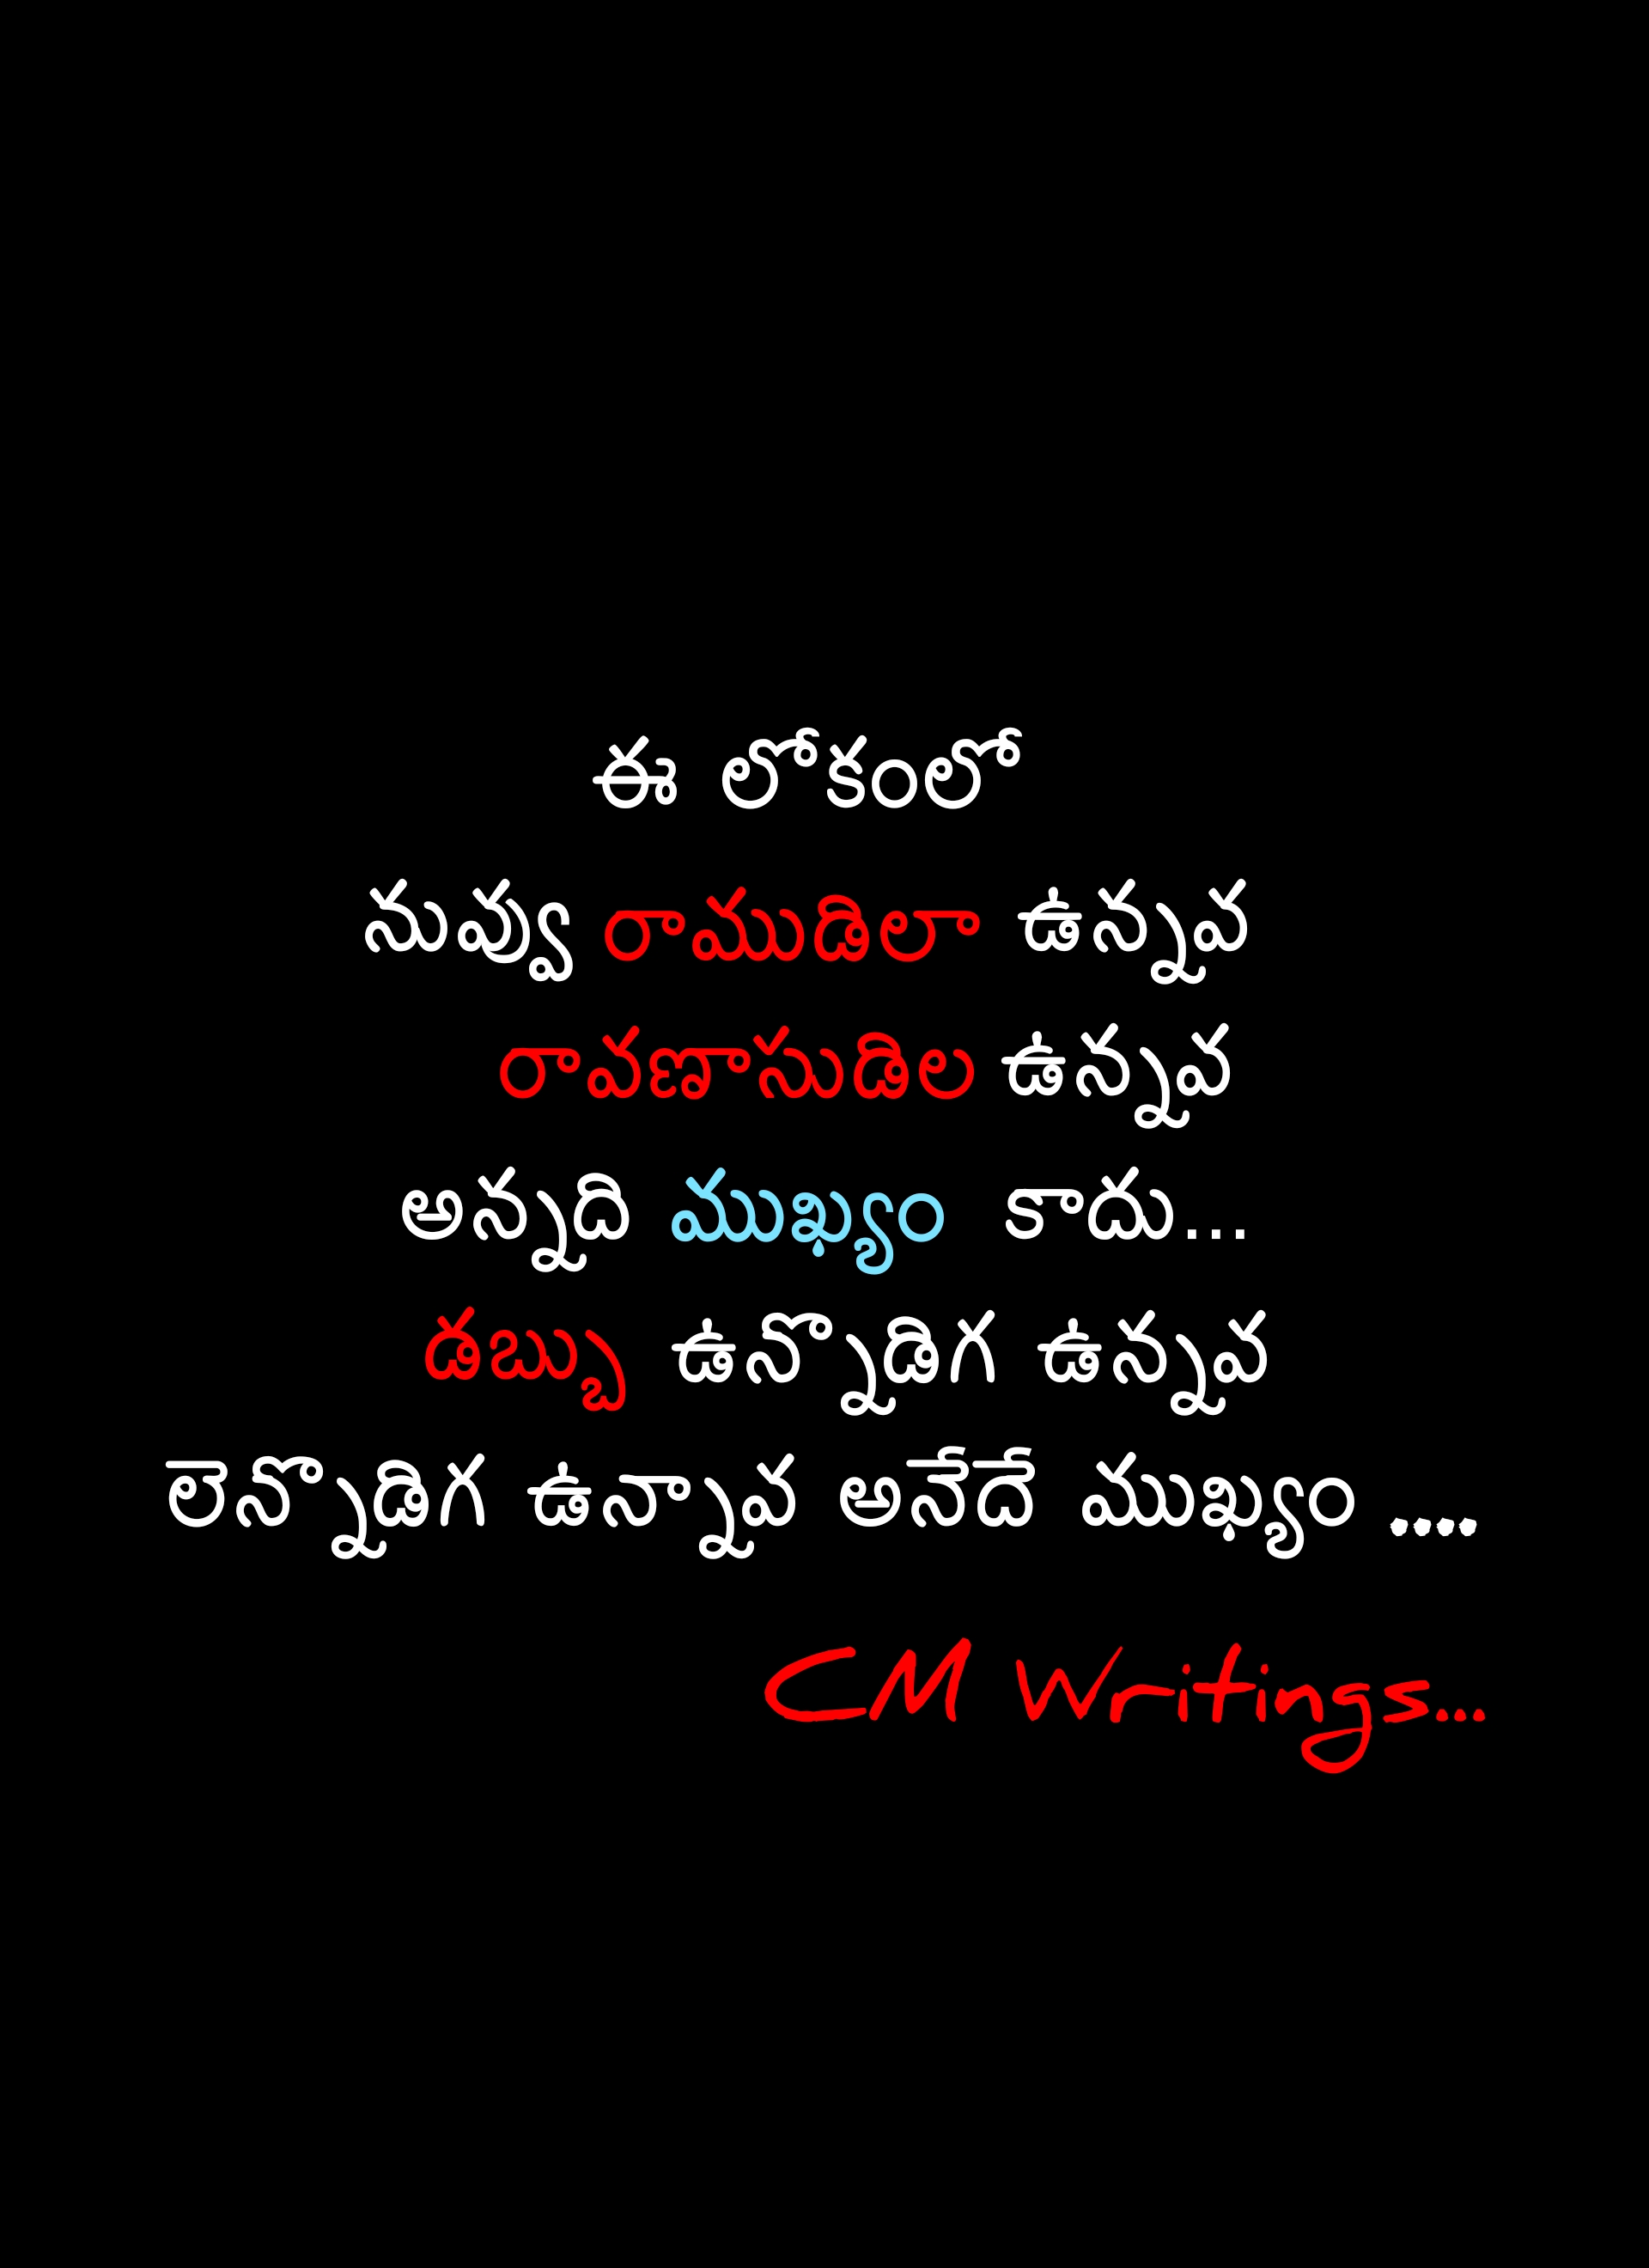 ఈ లోకంలో
నువ్వు రాముడిలా ఉన్నవ
రావణాసుడిల ఉన్నవ
అన్నది ముఖ్యం కాదు...
డబ్బు ఉన్నొడిగ ఉన్నవ
లెన్నొడిగ ఉన్నావ అనేదే ముఖ్యం ....
CM Writings...